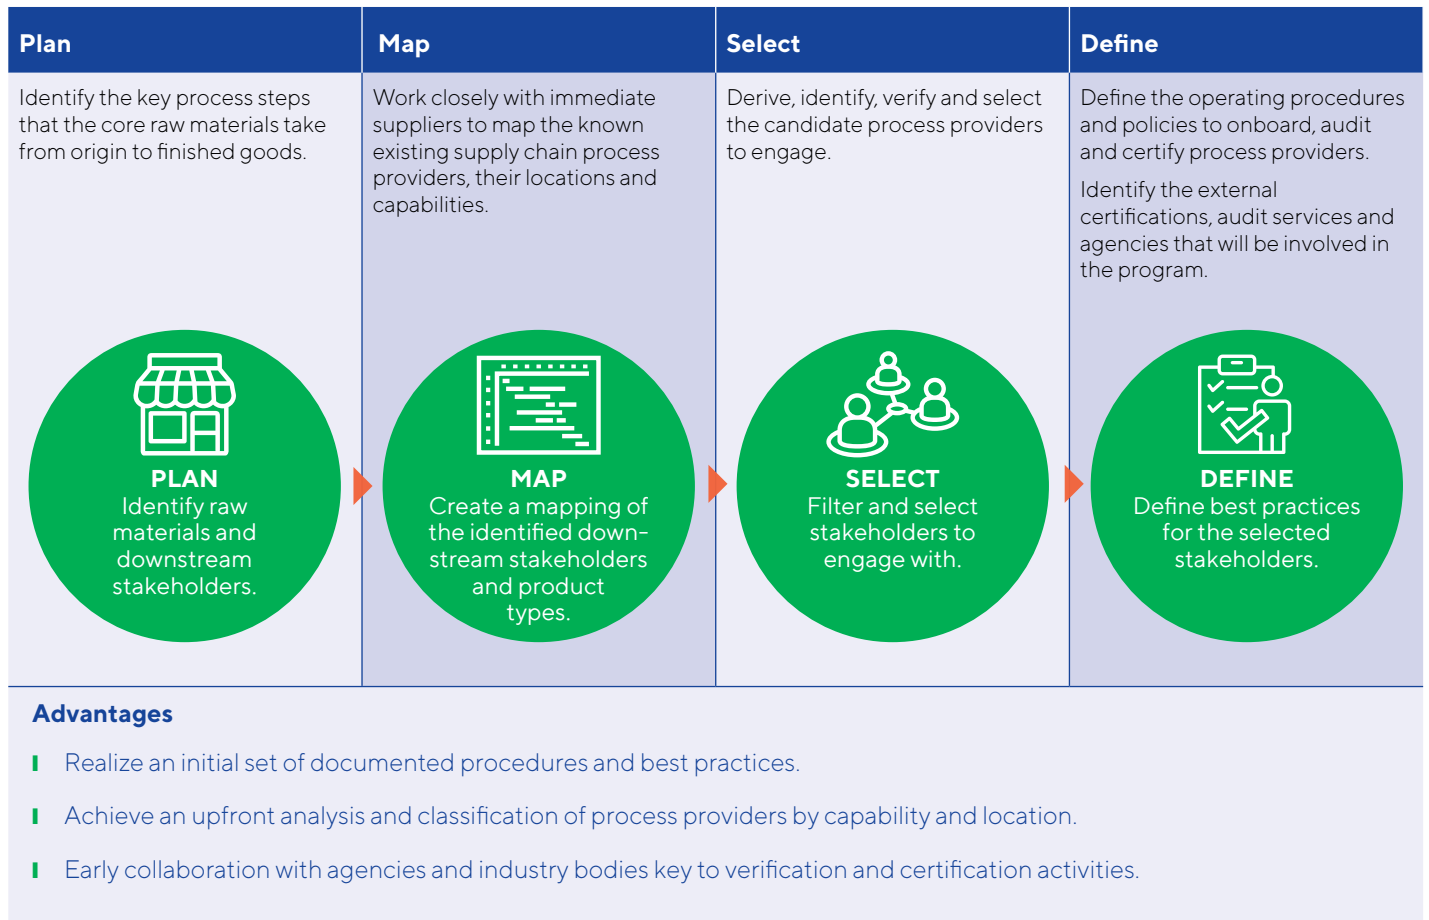 Plan
Map
Select
Define
Identify the key process steps
that the core raw materials take
from origin to finished goods.
Work closely with immediate
suppliers to map the known
existing supply chain process
providers, their locations and
capabilities.
Derive, identify, verify and select
the candidate process providers
to engage.
Define the operating procedures
and policies to onboard, audit
and certify process providers.
Identify the external
certifications, audit services and
agencies that will be involved in
the program.
PLAN
Identify raw
materials and
downstream
stakeholders.
MAP
Create a mapping of
the identified down-
stream stakeholders
and product
types.
SELECT
Filter and select
stakeholders to
engage with.
DEFINE
Define best practices
for the selected
stakeholders.
Advantages
Realize an initial set of documented procedures and best practices.
Achieve an upfront analysis and classification of process providers by capability and location.
Early collaboration with agencies and industry bodies key to verification and certification activities.